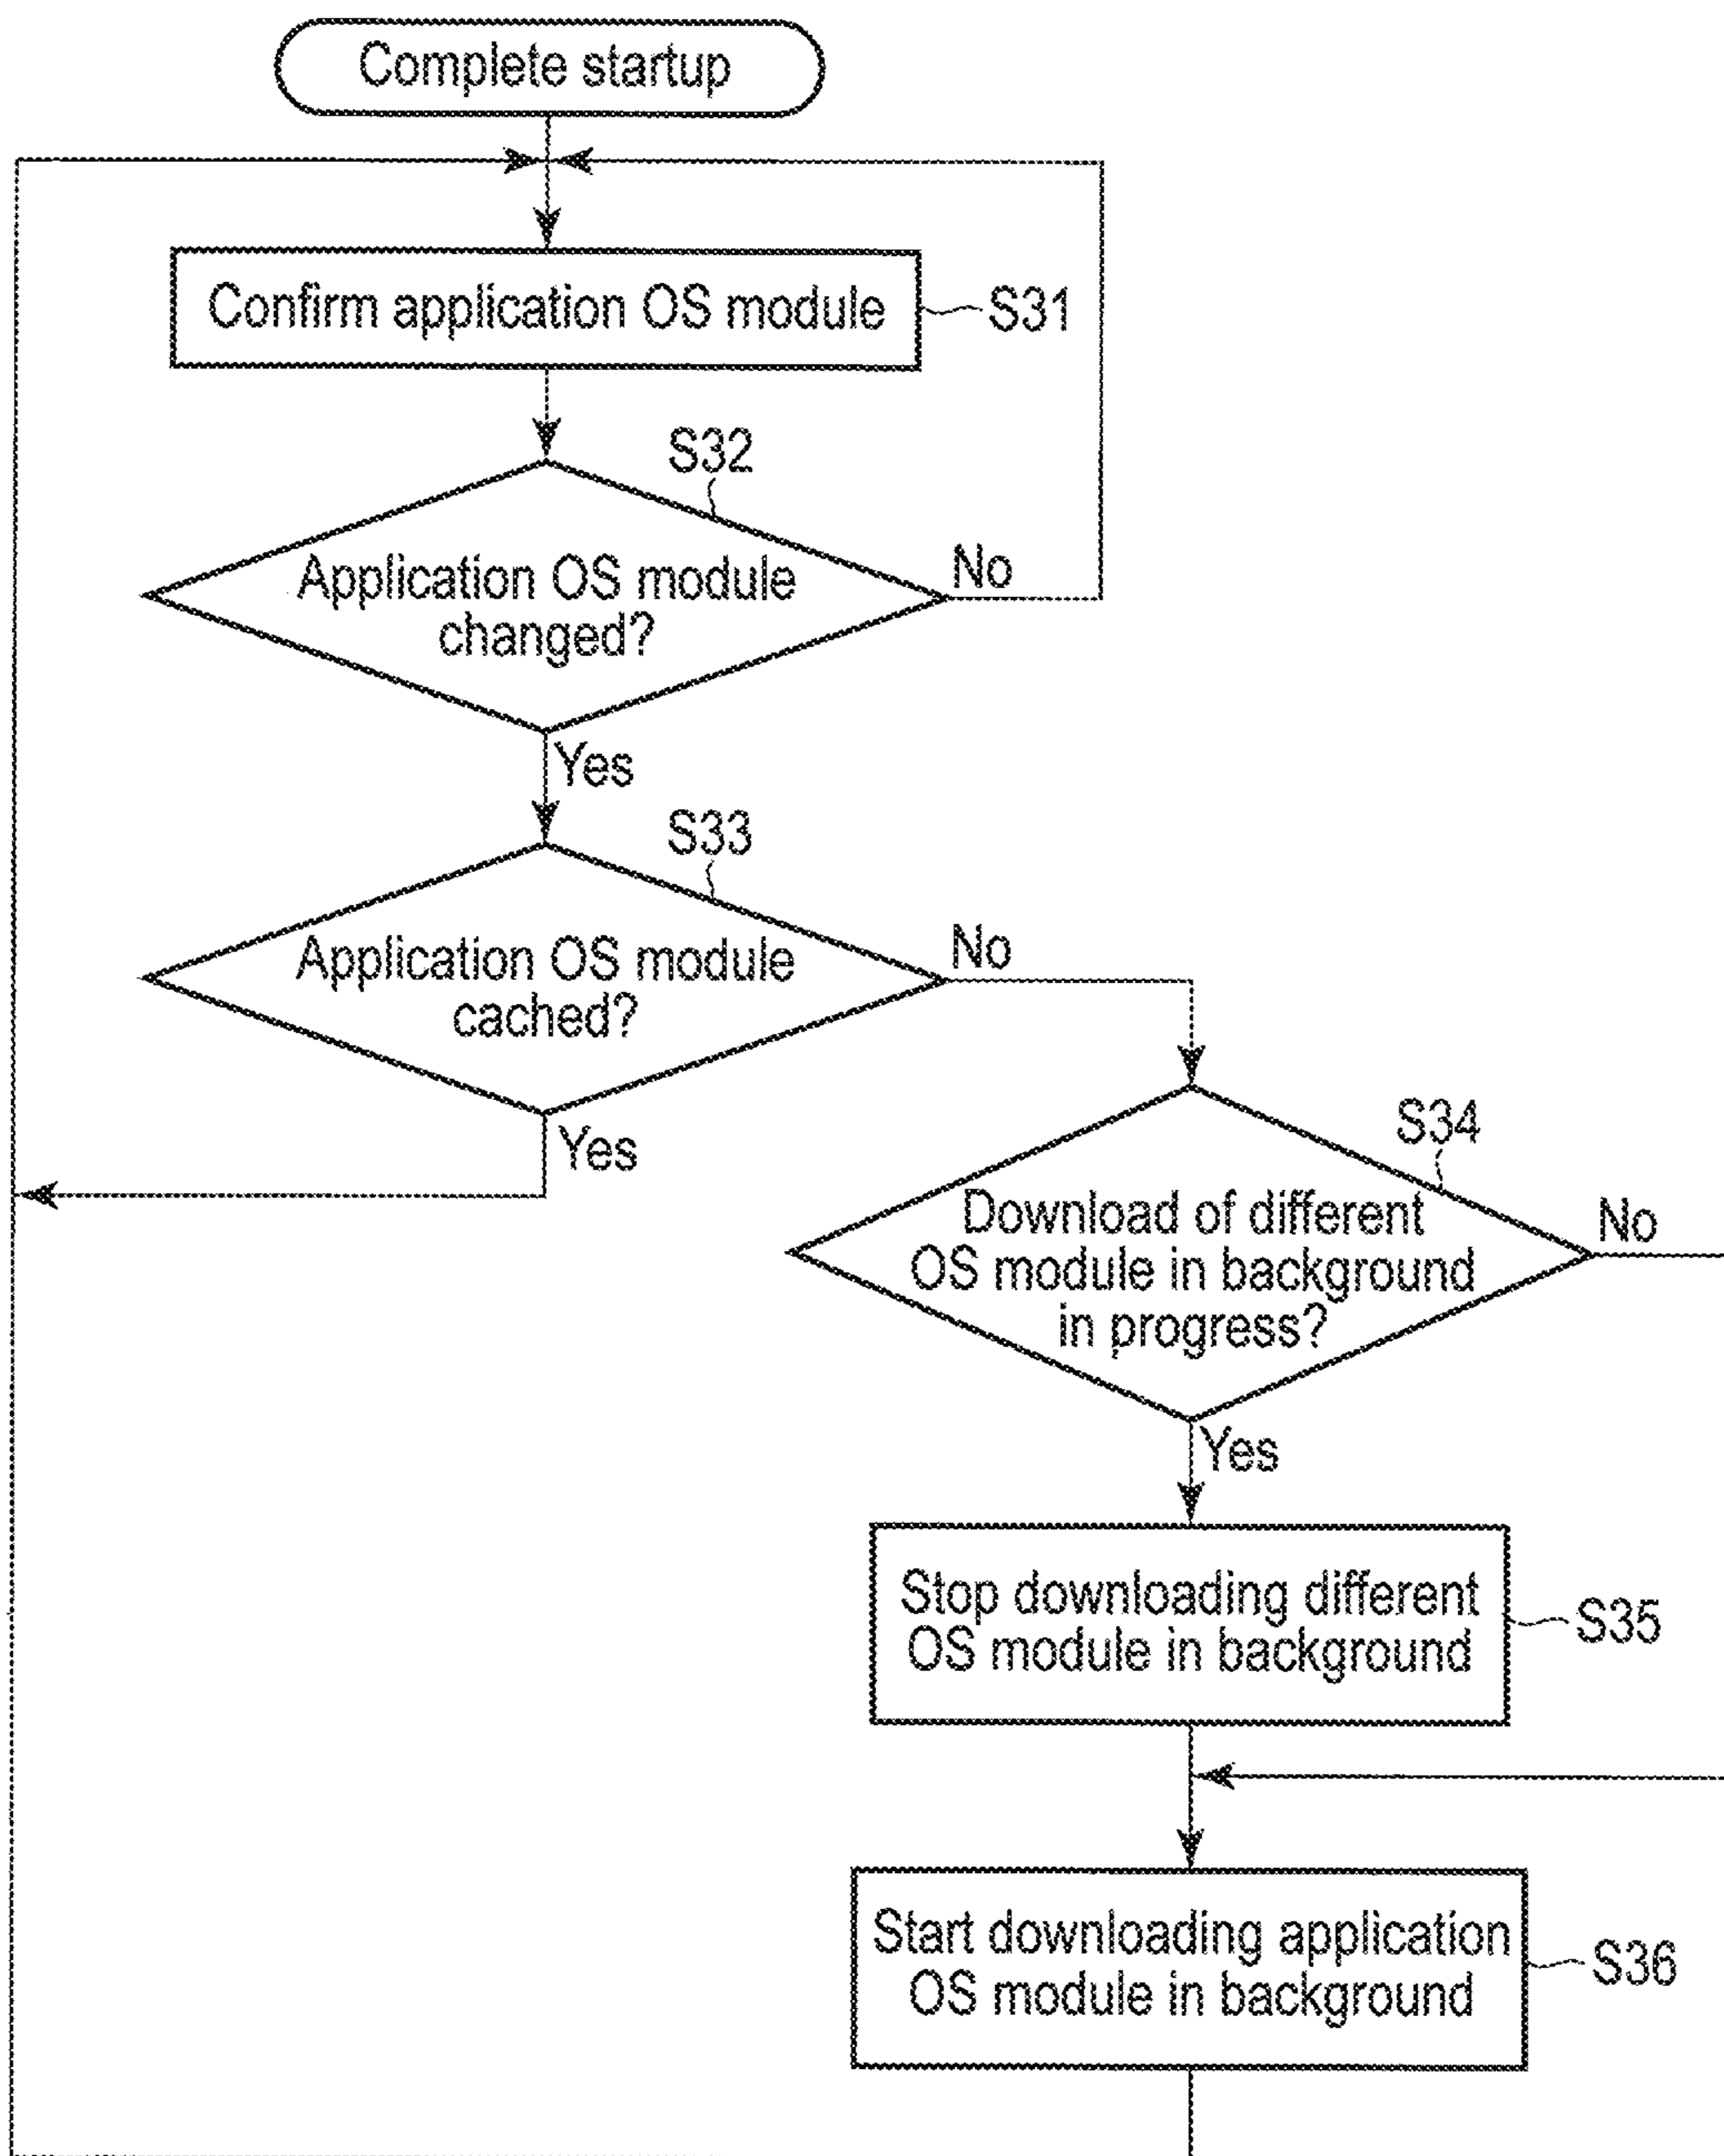 Complete startup
Confirm application OS module
S31
S32
Application OS module
changed?
No
Yes
S33
Application OS module
cached?
No
Yes
S34
Download of different
OS module in background
in progress?
No
Yes
Stop downloading different
OS module in background
S35
Start downloading application
OS module in background
S36